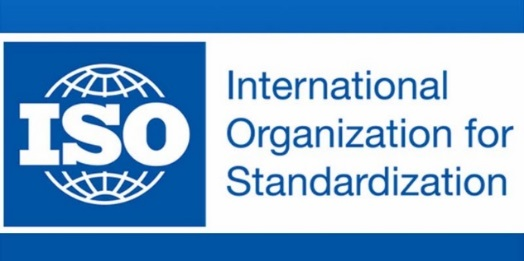 ISO
International
Organization for
Standardization